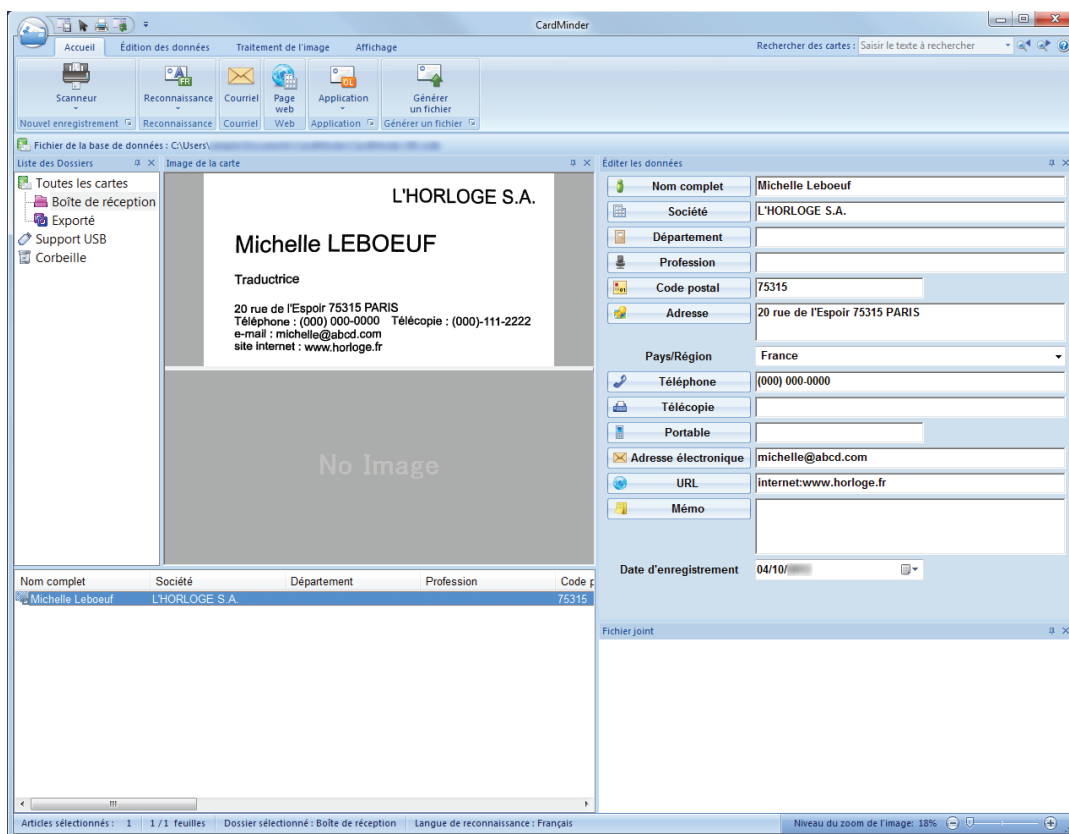 CardMinder
Accueil Édition des données Traitement de l'image Affichage
Rechercher des cartes : Saisir le texte à rechercher
Scanneur
Reconnaissance
Courriel
Page web
Application
Générer un fichier
Nouvel enregistrement Reconnaissance Courriel Web Application Générer un fichier
Fichier de la base de données : C:\Users\
Liste des Dossiers
Toutes les cartes
Boîte de réception
Exporté
Support USB
Corbeille
Image de la carte
L'HORLOGE S.A.
Michelle LEBOEUF
Traductrice
20 rue de l'Espoir 75315 PARIS
Téléphone : (000) 000-0000 Télécopie : (000)-111-2222
e-mail : michelle@abcd.com
site internet : www.horloge.fr
No Image
Éditer les données
Nom complet Michelle Leboeuf
Société L'HORLOGE S.A.
Département
Profession
Code postal 75315
Adresse 20 rue de l'Espoir 75315 PARIS
Pays/Région France
Téléphone (000) 000-0000
Télécopie
Portable
Adresse électronique michelle@abcd.com
URL internet:www.horloge.fr
Mémo
Date d'enregistrement 04/10/
Nom complet Société Département Profession Code p
Michelle Leboeuf L'HORLOGE S.A. 75315
Fichier joint
Articles sélectionnés : 1 1 / 1 feuilles Dossier sélectionné : Boîte de réception Langue de reconnaissance : Français Niveau du zoom de l'image: 18%